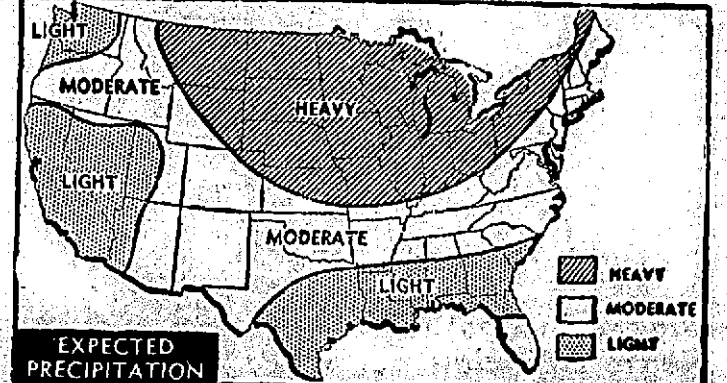 LIGHT
MODERATE
HEAVY
LIGHT
MODERATE
LIGHT
HEAVY
MODERATE
LIGHT
EXPECTED
PRECIPITATION